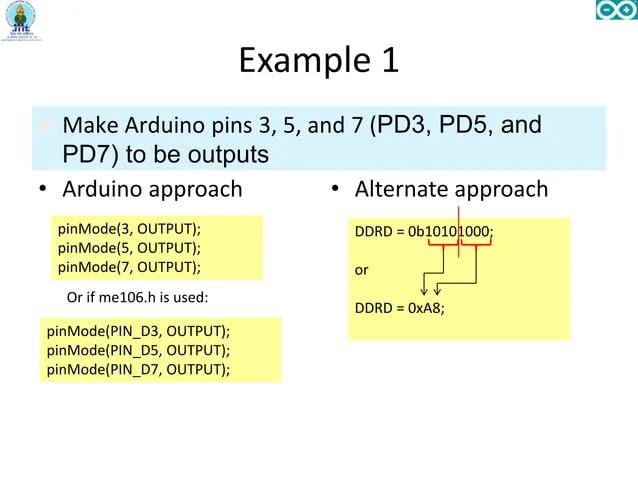 Example 1
Make Arduino pins 3, 5, and 7 (PD3, PD5, and
PD7) to be outputs
• Arduino approach
pinMode(3, OUTPUT);
pinMode(5, OUTPUT);
pinMode(7, OUTPUT);
Or if me106.h is used:
pinMode(PIN_D3, OUTPUT);
pinMode(PIN_D5, OUTPUT);
pinMode(PIN_D7, OUTPUT);
• Alternate approach
DDRD = 0b10101000;
or
DDRD = 0xA8;